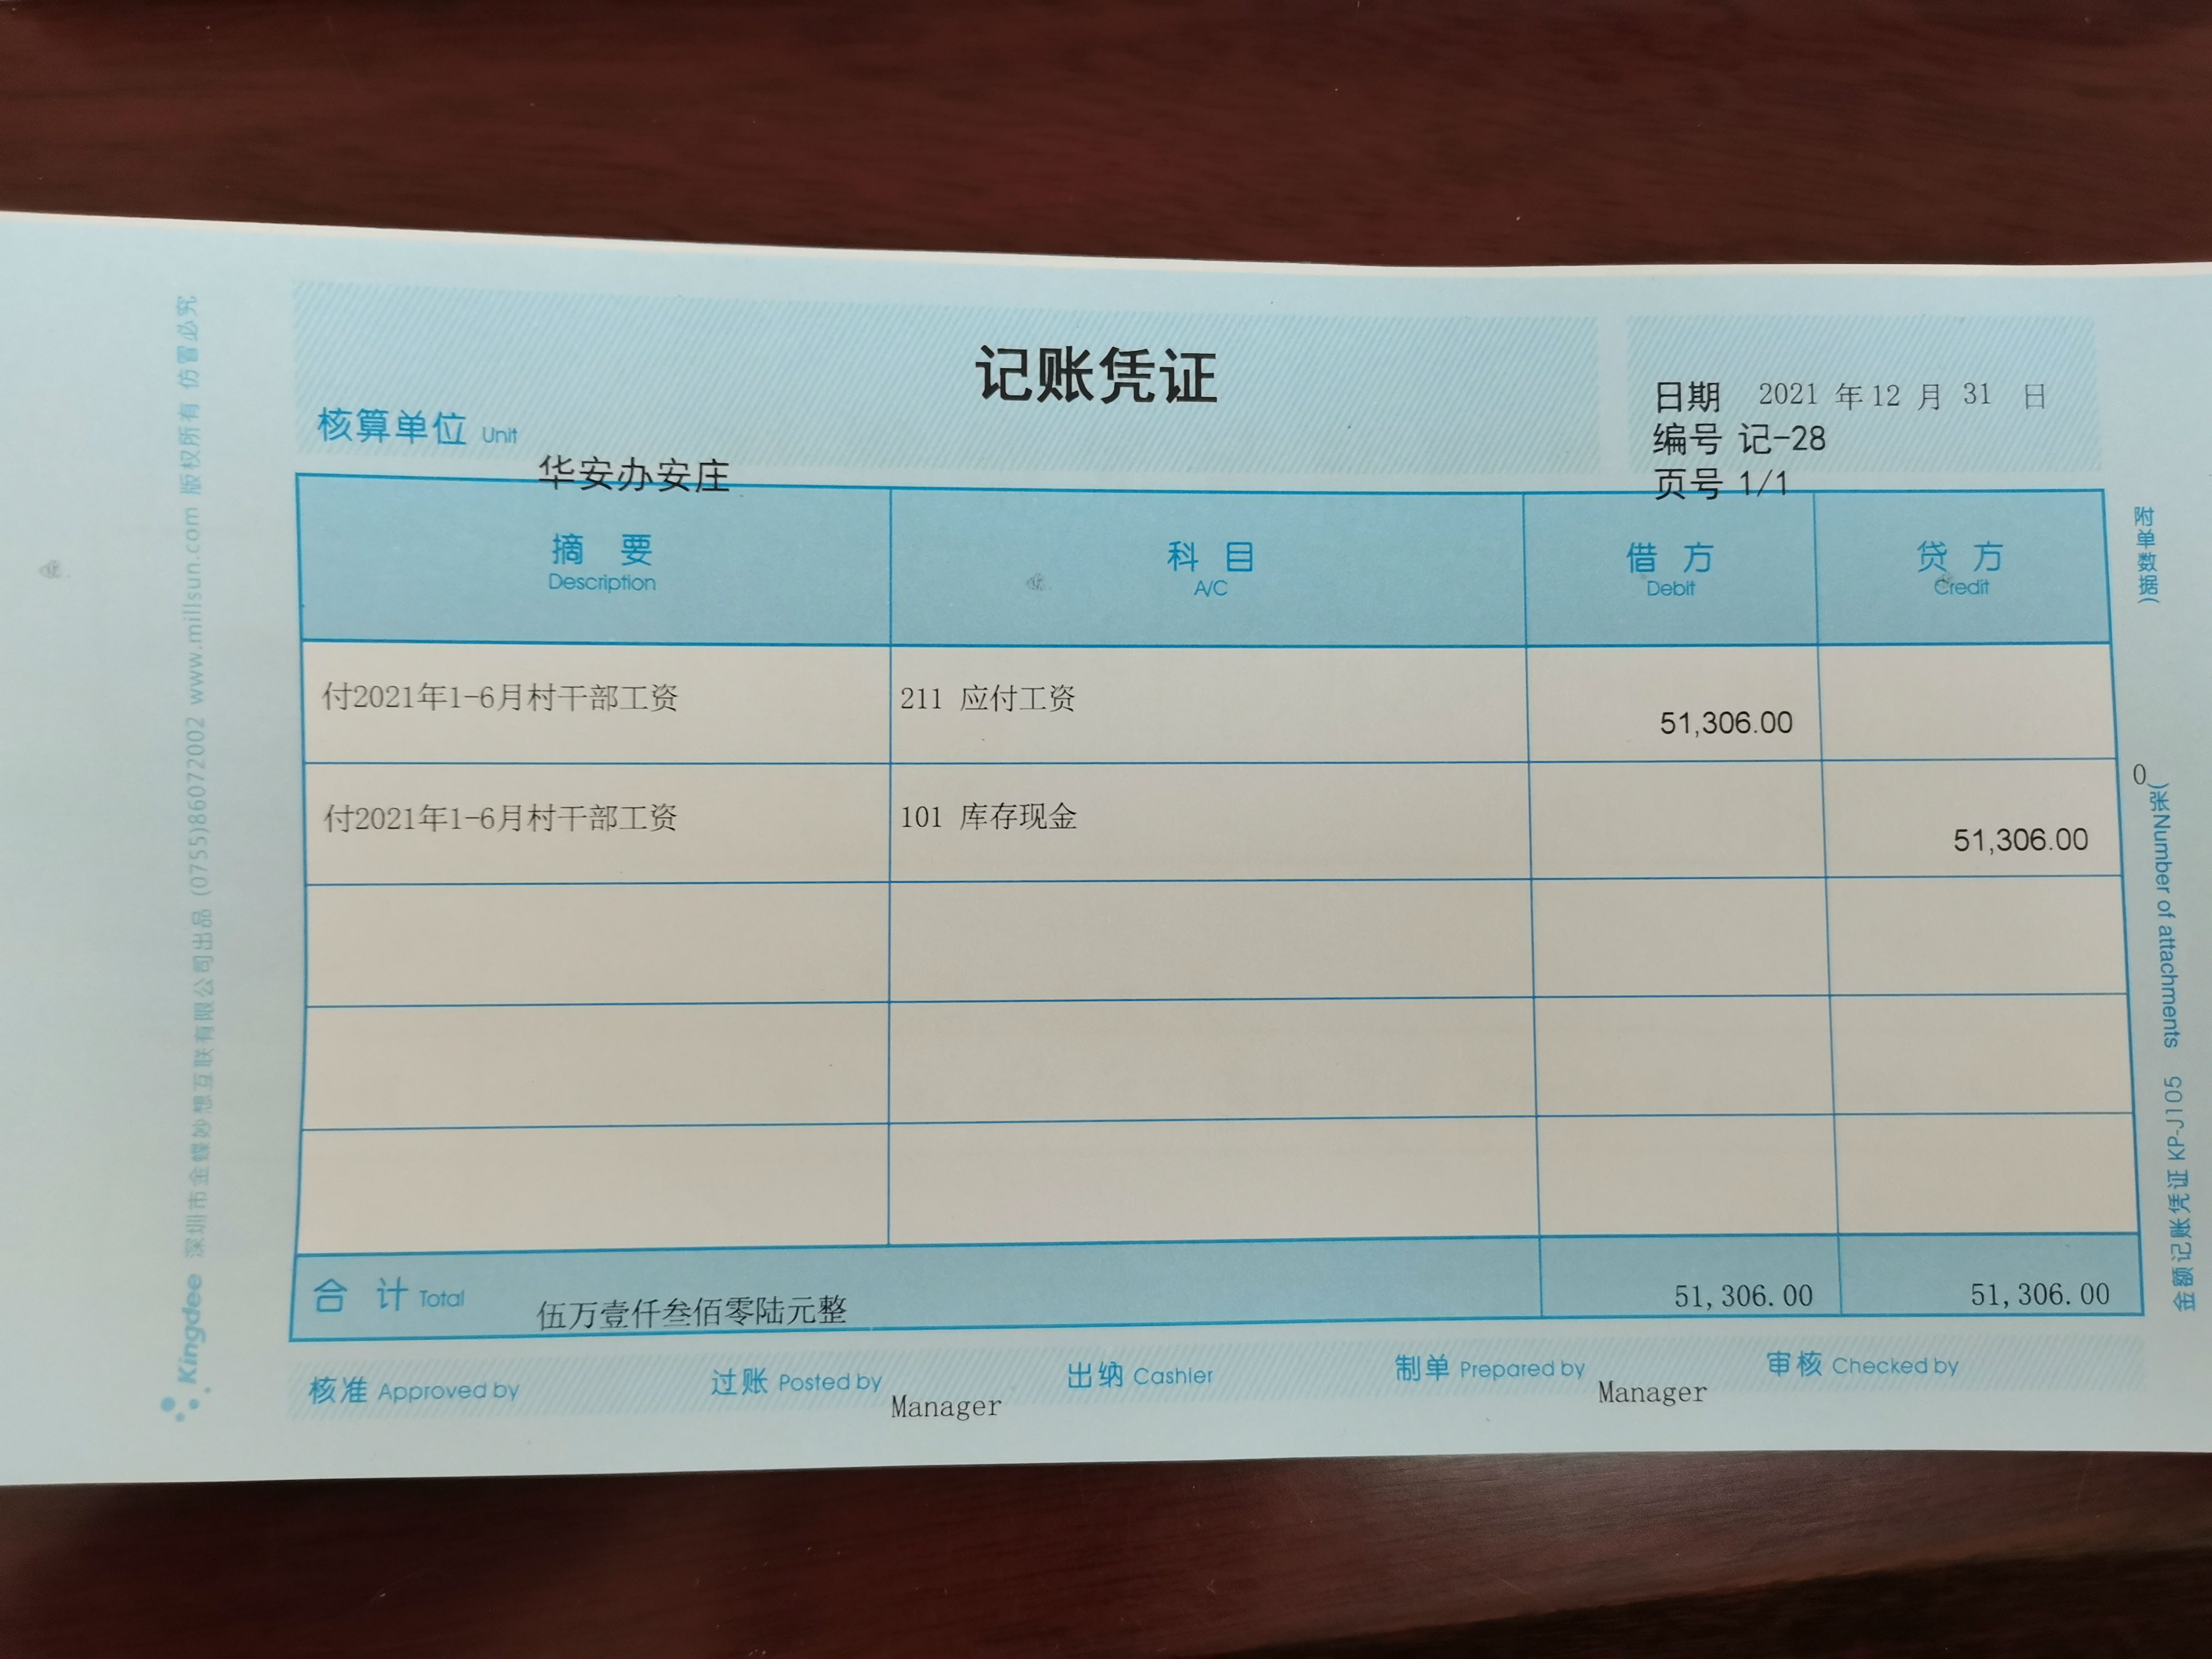 记账凭证
核算单位 Unit
华安办安庄
日期 2021 年 12 月 31 日
编号 记-28
页号 1/1
摘 要 科 目 借 方 贷 方
Description A/C Debit Credit
付2021年1-6月村干部工资 211 应付工资 51,306.00
付2021年1-6月村干部工资 101 库存现金 51,306.00
合 计 Total 伍万壹仟叁佰零陆元整 51,306.00 51,306.00
核准 Approved by 过账 Posted by Manager 出纳 Cashier 制单 Prepared by Manager 审核 Checked by
附单数据( 0 )张Number of attachments 金额记账凭证 KP-J105
Kingdee 深圳市金蝶妙想互联有限公司出品 (0755)86072002 www.millsun.com 版权所有 仿冒必究